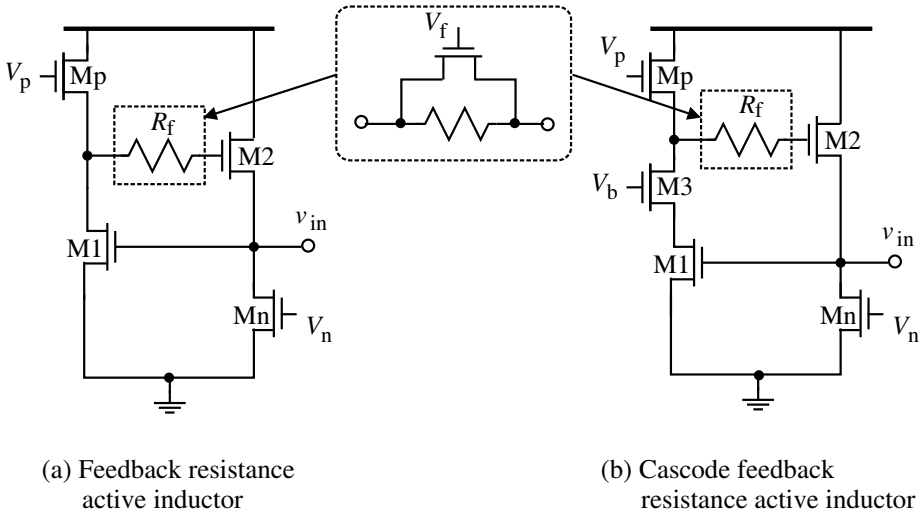 V_f
V_p
Mp
R_f
M2
v_in
M1
Mn
V_n
V_p
Mp
R_f
M2
V_b
M3
v_in
M1
Mn
V_n
(a) Feedback resistance
active inductor
(b) Cascode feedback
resistance active inductor